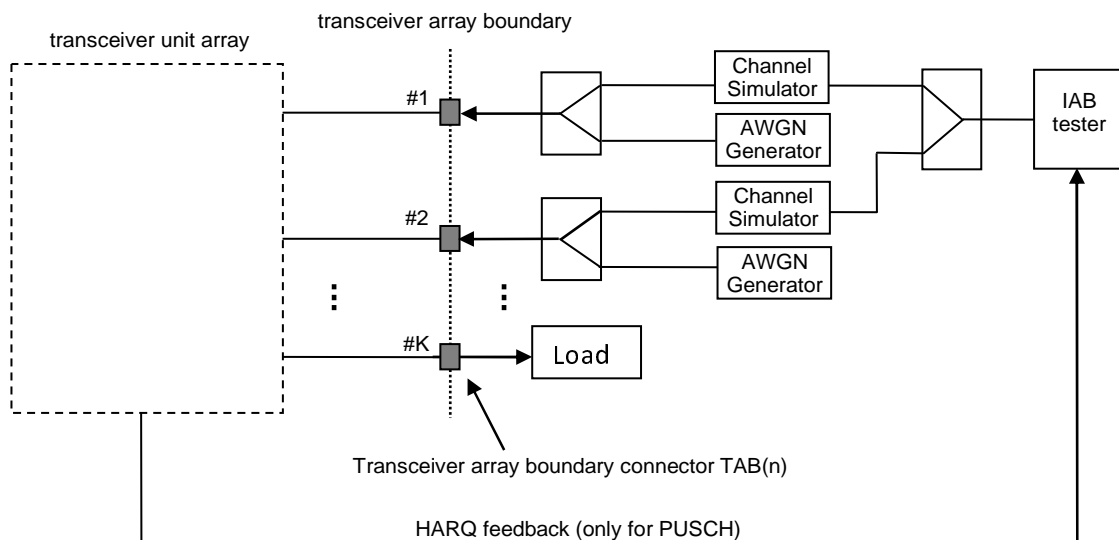 transceiver array boundary
transceiver unit array
Channel
Simulator
#1
IAB
tester
AWGN
Generator
Channel
Simulator
#2
AWGN
Generator
#K
Load
Transceiver array boundary connector TAB(n)
HARQ feedback (only for PUSCH)